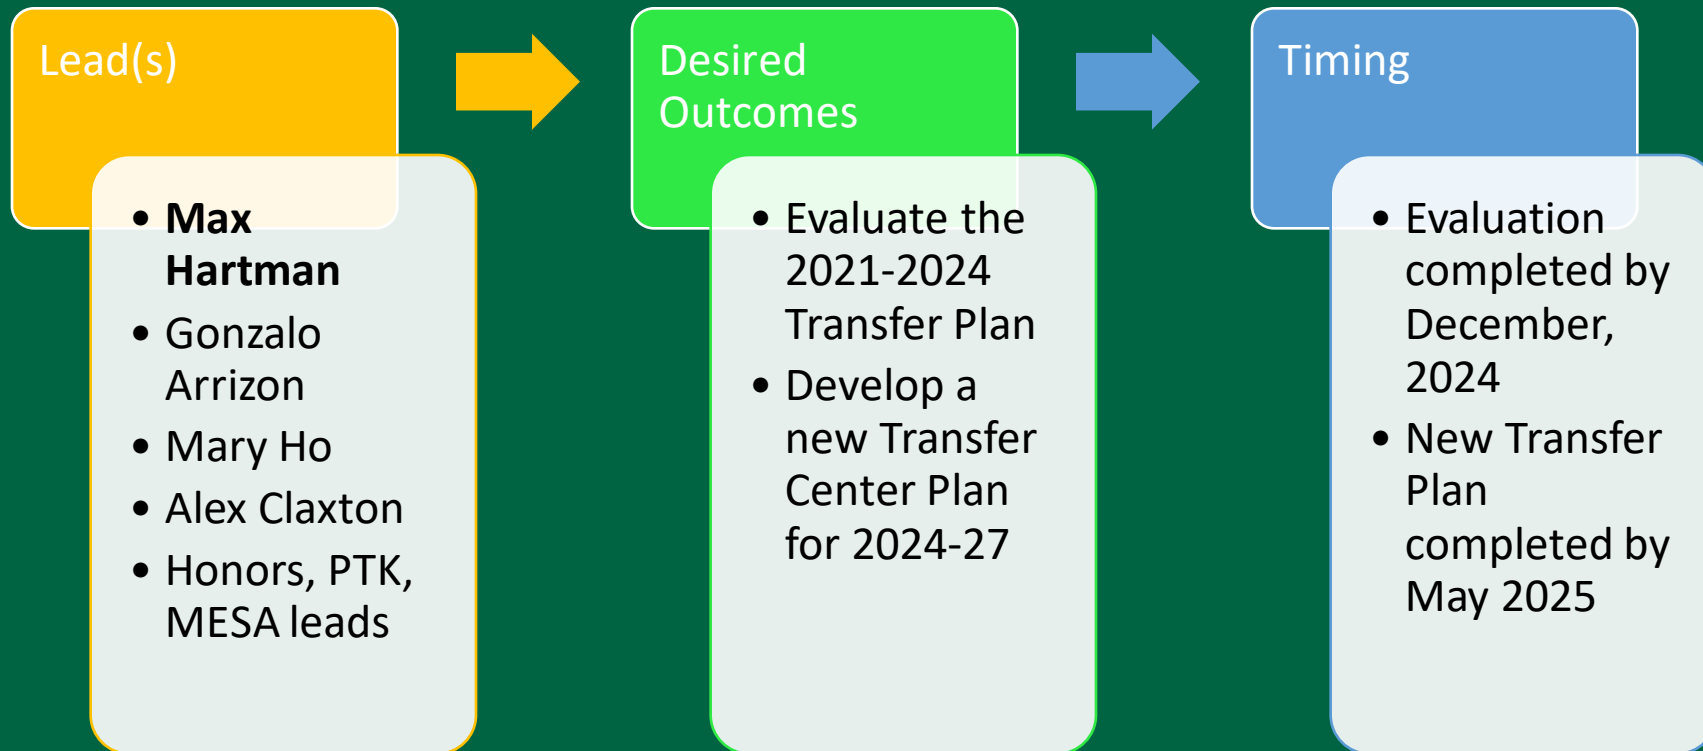 Lead(s)
• Max
Hartman
• Gonzalo
Arrizon
• Mary Ho
• Alex Claxton
• Honors, PTK,
MESA leads
Desired
Outcomes
• Evaluate the
2021-2024
Transfer Plan
• Develop a
new Transfer
Center Plan
for 2024-27
Timing
• Evaluation
completed by
December,
2024
• New Transfer
Plan
completed by
May 2025